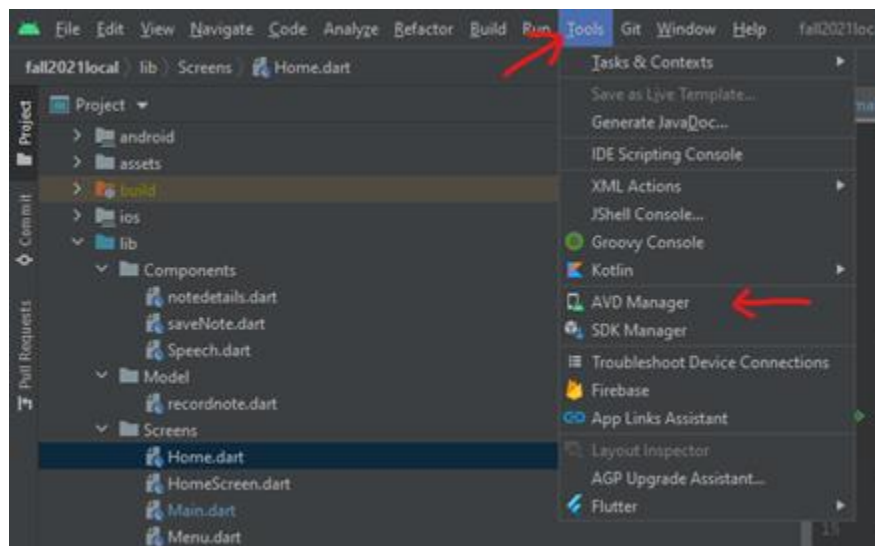 File Edit View Navigate Code Analyze Refactor Build Run Tools Git Window Help fall2021loc
fall2021local lib Screens Home.dart
Project
android
assets
build
ios
lib
Components
notedetails.dart
saveNote.dart
Speech.dart
Model
recordnote.dart
Screens
Home.dart
HomeScreen.dart
Main.dart
Menu.dart
Project
Commit
Pull Requests
Tasks & Contexts
Save as Live Template...
Generate JavaDoc...
IDE Scripting Console
XML Actions
JShell Console...
Groovy Console
Kotlin
AVD Manager
SDK Manager
Troubleshoot Device Connections
Firebase
App Links Assistant
Layout Inspector
AGP Upgrade Assistant...
Flutter
ma
15